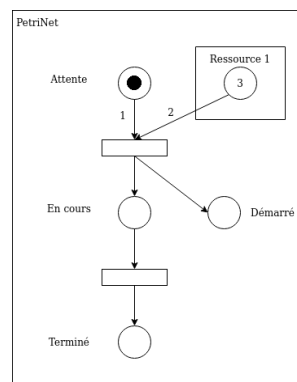 PetriNet
Ressource 1
Attente
3
1
2
En cours
Démarré
Terminé